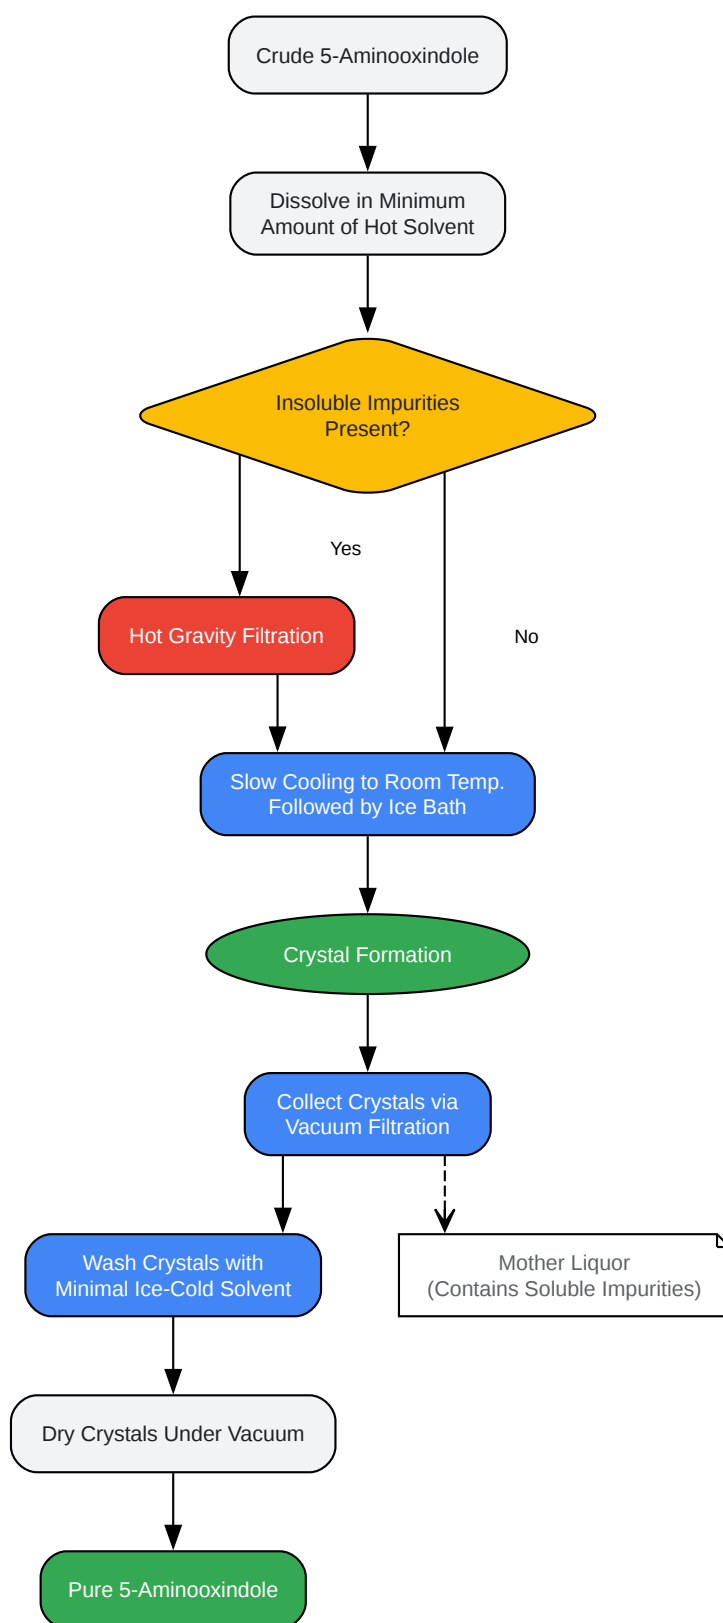 Crude 5-Aminooxindole
Dissolve in Minimum
Amount of Hot Solvent
Insoluble Impurities
Present?
Yes
Hot Gravity Filtration
No
Slow Cooling to Room Temp.
Followed by Ice Bath
Crystal Formation
Collect Crystals via
Vacuum Filtration
Wash Crystals with
Minimal Ice-Cold Solvent
Mother Liquor
(Contains Soluble Impurities)
Dry Crystals Under Vacuum
Pure 5-Aminooxindole